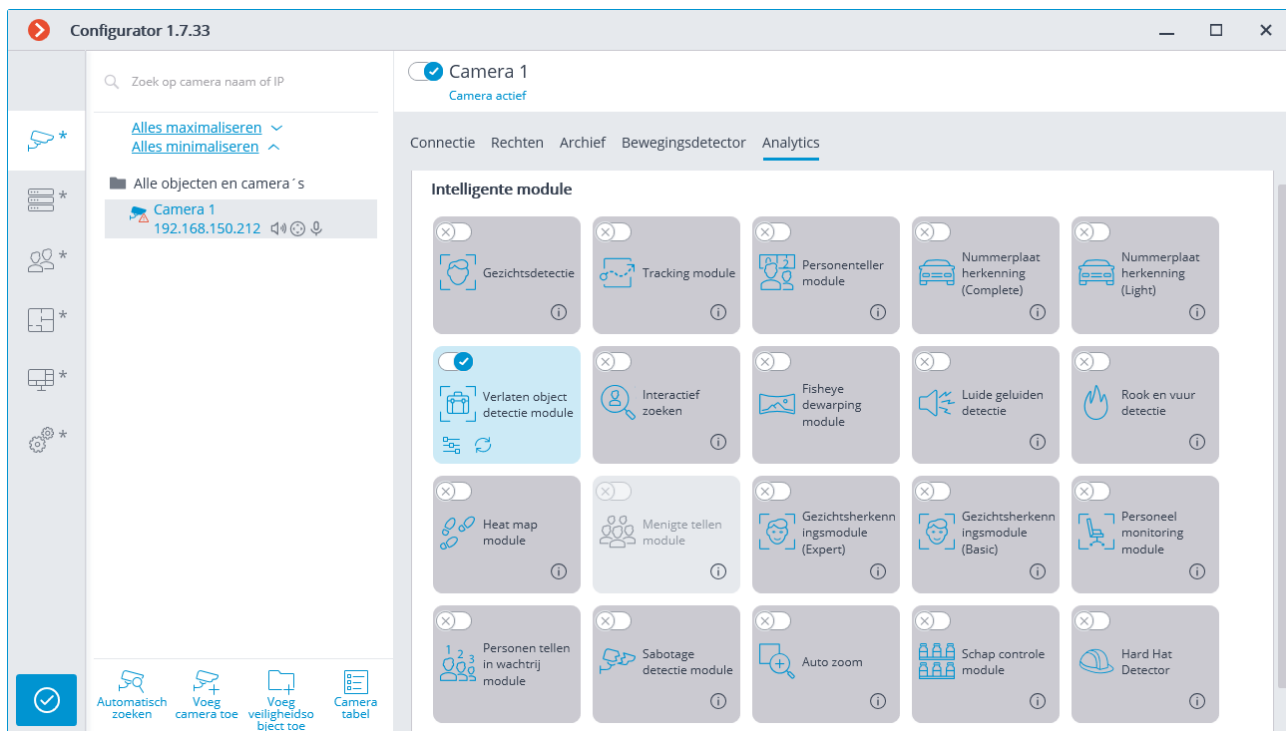 Configurator 1.7.33
Zoek op camera naam of IP
Alles maximaliseren
Alles minimaliseren
Alle objecten en camera´s
Camera 1
192.168.150.212
Automatisch
zoeken
Voeg
camera toe
Voeg
veiligheidso
bject toe
Camera
tabel
Camera 1
Camera actief
Connectie Rechten Archief Bewegingsdetector Analytics
Intelligente module
Gezichtsdetectie
Tracking module
Personenteller
module
Nummerplaat
herkenning
(Complete)
Nummerplaat
herkenning
(Light)
Verlaten object
detectie module
Interactief
zoeken
Fisheye
dewarping
module
Luide geluiden
detectie
Rook en vuur
detectie
Heat map
module
Menigte tellen
module
Gezichtsherkenn
ingsmodule
(Expert)
Gezichtsherkenn
ingsmodule
(Basic)
Personeel
monitoring
module
Personen tellen
in wachtrij
module
Sabotage
detectie module
Auto zoom
Schap controle
module
Hard Hat
Detector